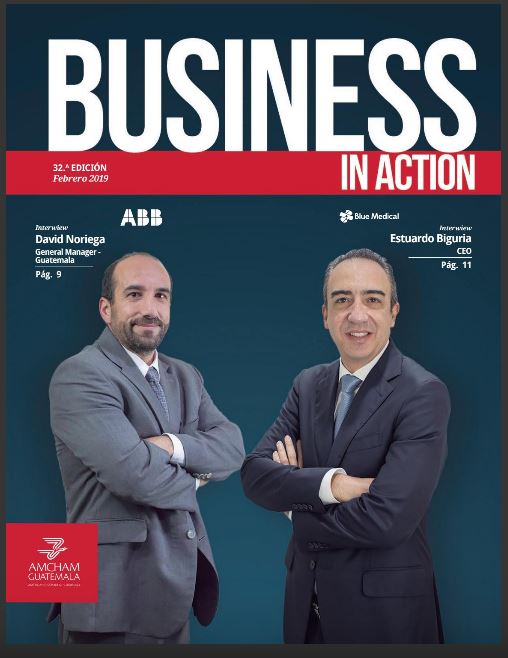 BUSINESS
IN ACTION
32.ª EDICIÓN
Febrero 2019
ABB
Interview
David Noriega
General Manager -
Guatemala
Pág. 9
Blue Medical
Interview
Estuardo Biguria
CEO
Pág. 11
AMCHAM
GUATEMALA